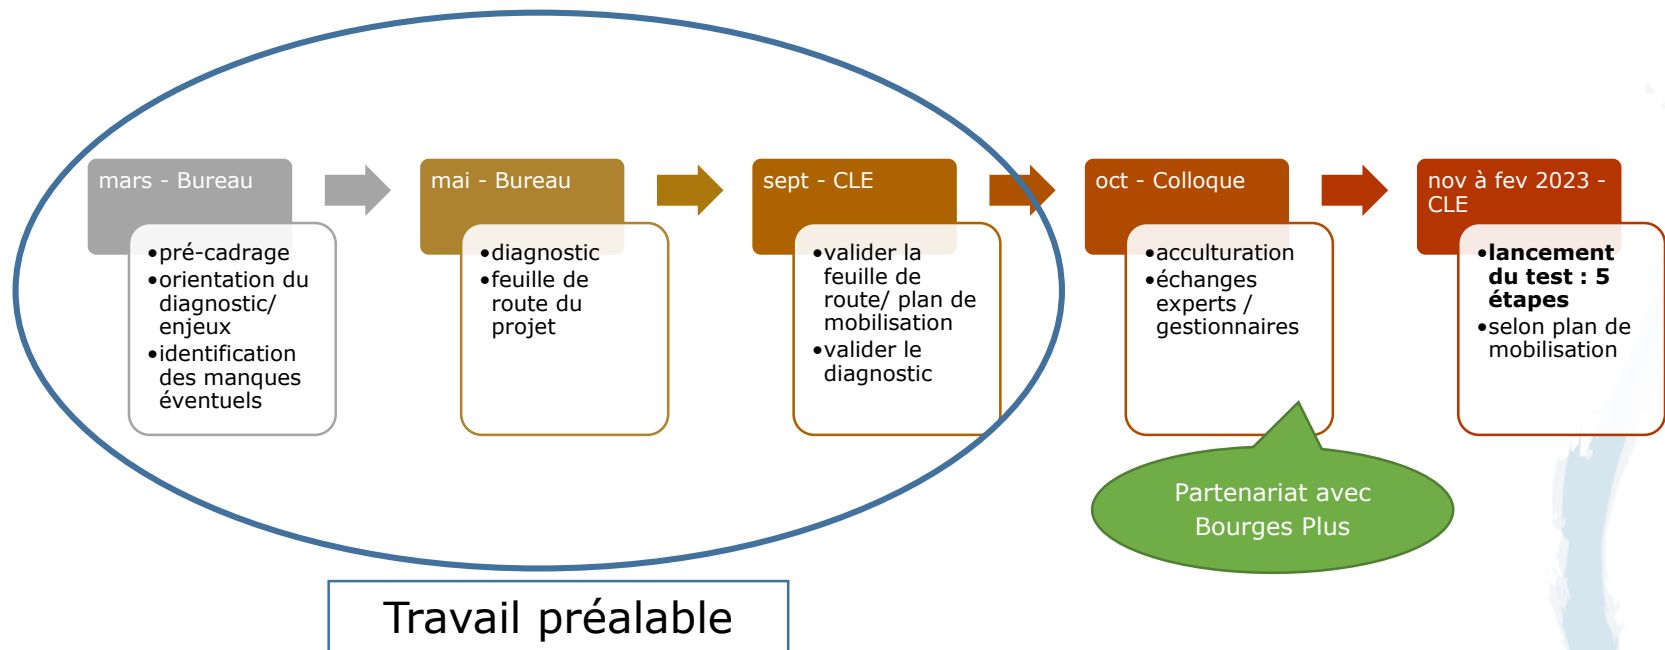 mars - Bureau
•pré-cadrage
•orientation du
diagnostic/
enjeux
•identification
des manques
éventuels
mai - Bureau
•diagnostic
•feuille de
route du
projet
sept - CLE
•valider la
feuille de
route/ plan de
mobilisation
•valider le
diagnostic
oct - Colloque
•acculturation
•échanges
experts /
gestionnaires
nov à fev 2023 -
CLE
•lancement
du test : 5
étapes
•selon plan de
mobilisation
Partenariat avec
Bourges Plus
Travail préalable